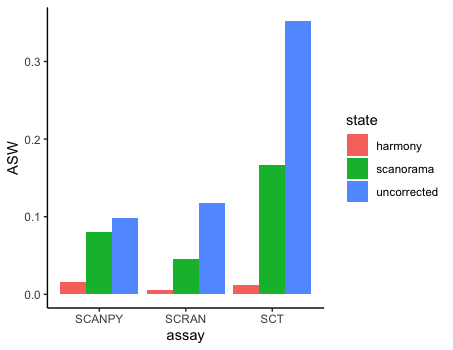 ASW
0.3
0.2
0.1
0.0
SCANPY SCRAN SCT
assay
state
harmony
scanorama
uncorrected